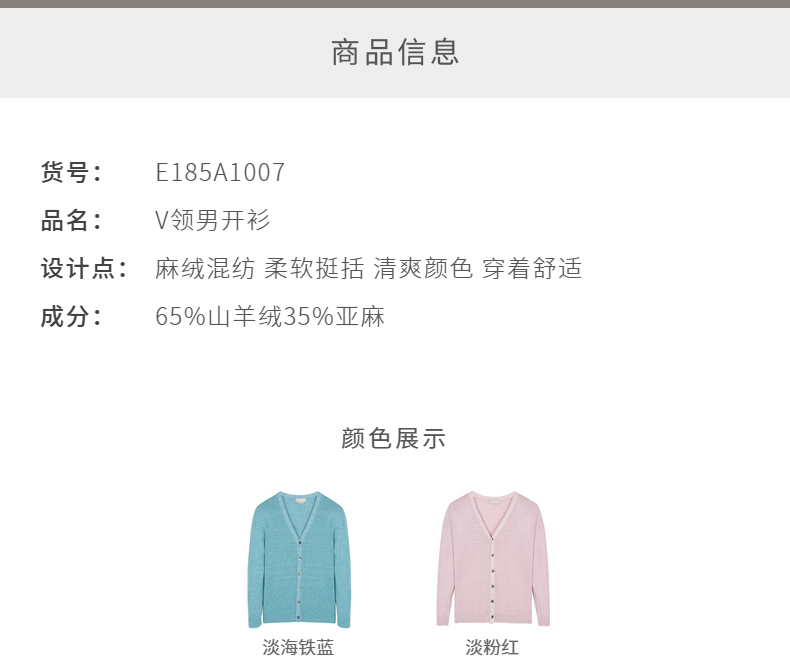 商品信息
货号： E185A1007
品名： V领男开衫
设计点： 麻绒混纺 柔软挺括 清爽颜色 穿着舒适
成分： 65%山羊绒35%亚麻
颜色展示
淡海铁蓝 淡粉红